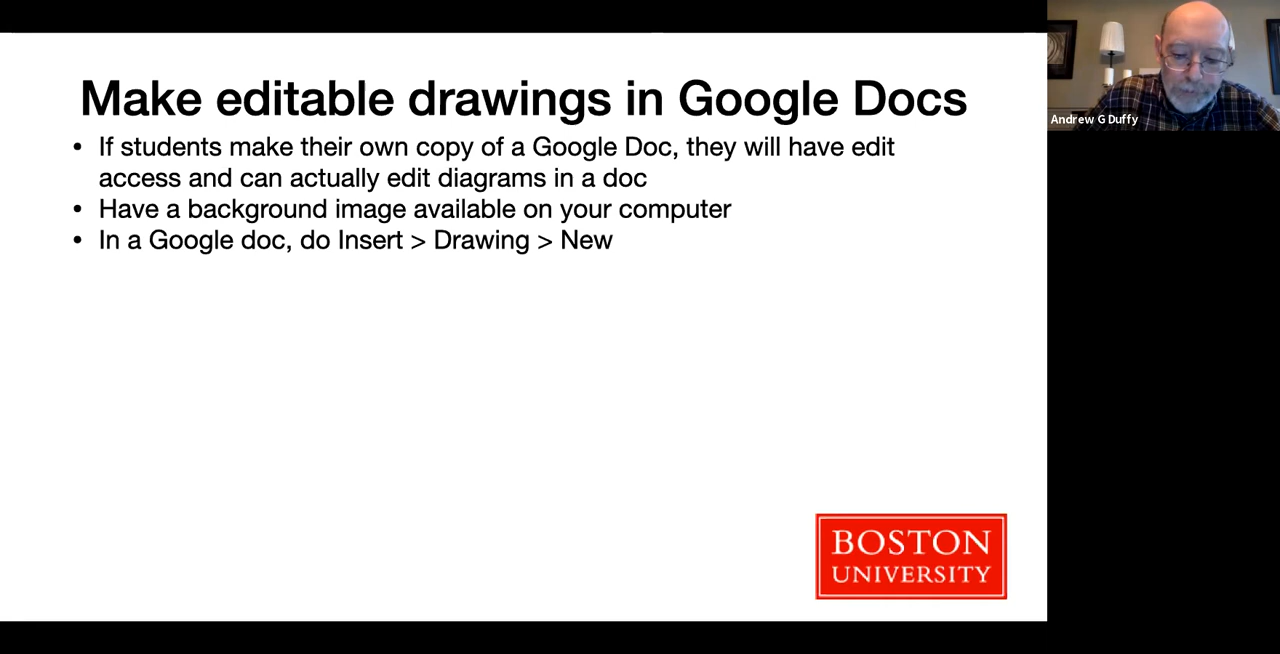 Make editable drawings in Google Docs
• If students make their own copy of a Google Doc, they will have edit
access and can actually edit diagrams in a doc
• Have a background image available on your computer
• In a Google doc, do Insert > Drawing > New
BOSTON
UNIVERSITY
Andrew G Duffy